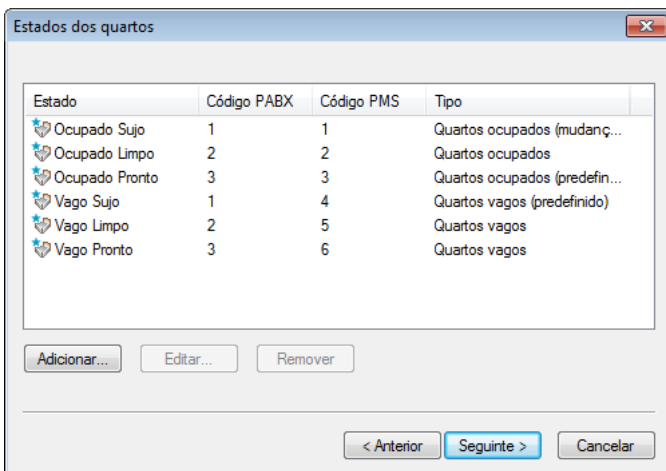 Estados dos quartos
Estado Código PABX Código PMS Tipo
Ocupado Sujo 1 1 Quartos ocupados (mudanç...
Ocupado Limpo 2 2 Quartos ocupados
Ocupado Pronto 3 3 Quartos ocupados (predefin...
Vago Sujo 1 4 Quartos vagos (predefinido)
Vago Limpo 2 5 Quartos vagos
Vago Pronto 3 6 Quartos vagos
Adicionar... Editar... Remover
< Anterior Seguinte > Cancelar